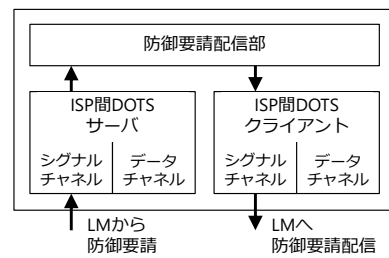 防御要請配信部
ISP間DOTS
サーバ
シグナル
チャネル
データ
チャネル
ISP間DOTS
クライアント
シグナル
チャネル
データ
チャネル
LMから
防御要請
LMへ
防御要請配信